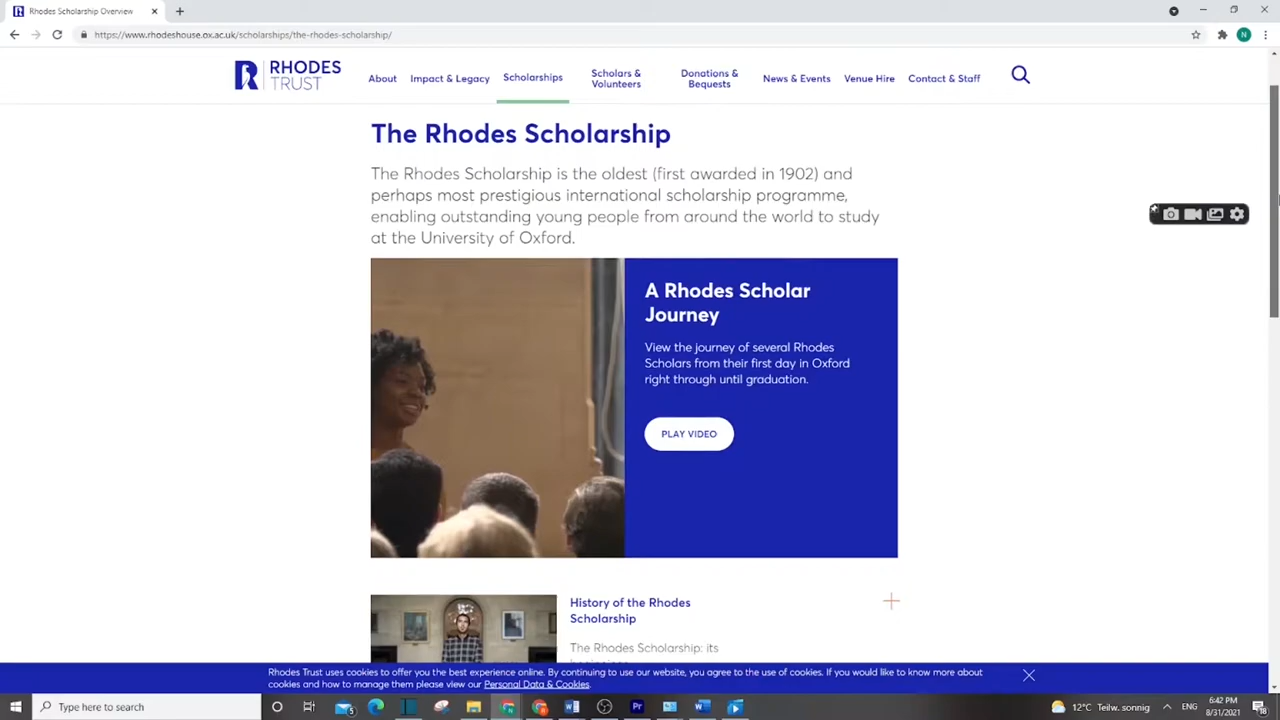 Rhodes Scholarship Overview
https://www.rhodeshouse.ox.ac.uk/scholarships/the-rhodes-scholarship/
N
RHODES
TRUST
About
Impact & Legacy
Scholarships
Scholars &
Volunteers
Donations &
Bequests
News & Events
Venue Hire
Contact & Staff
The Rhodes Scholarship
The Rhodes Scholarship is the oldest (first awarded in 1902) and
perhaps most prestigious international scholarship programme,
enabling outstanding young people from around the world to study
at the University of Oxford.
A Rhodes Scholar
Journey
View the journey of several Rhodes
Scholars from their first day in Oxford
right through until graduation.
PLAY VIDEO
History of the Rhodes
Scholarship
The Rhodes Scholarship: its
Rhodes Trust uses cookies to offer you the best experience online. By continuing to use our website, you agree to the use of cookies. If you would like to know more about
cookies and how to manage them please view our Personal Data & Cookies.
Type here to search
12°C Teilw. sonnig
6:42 PM
8/31/2021